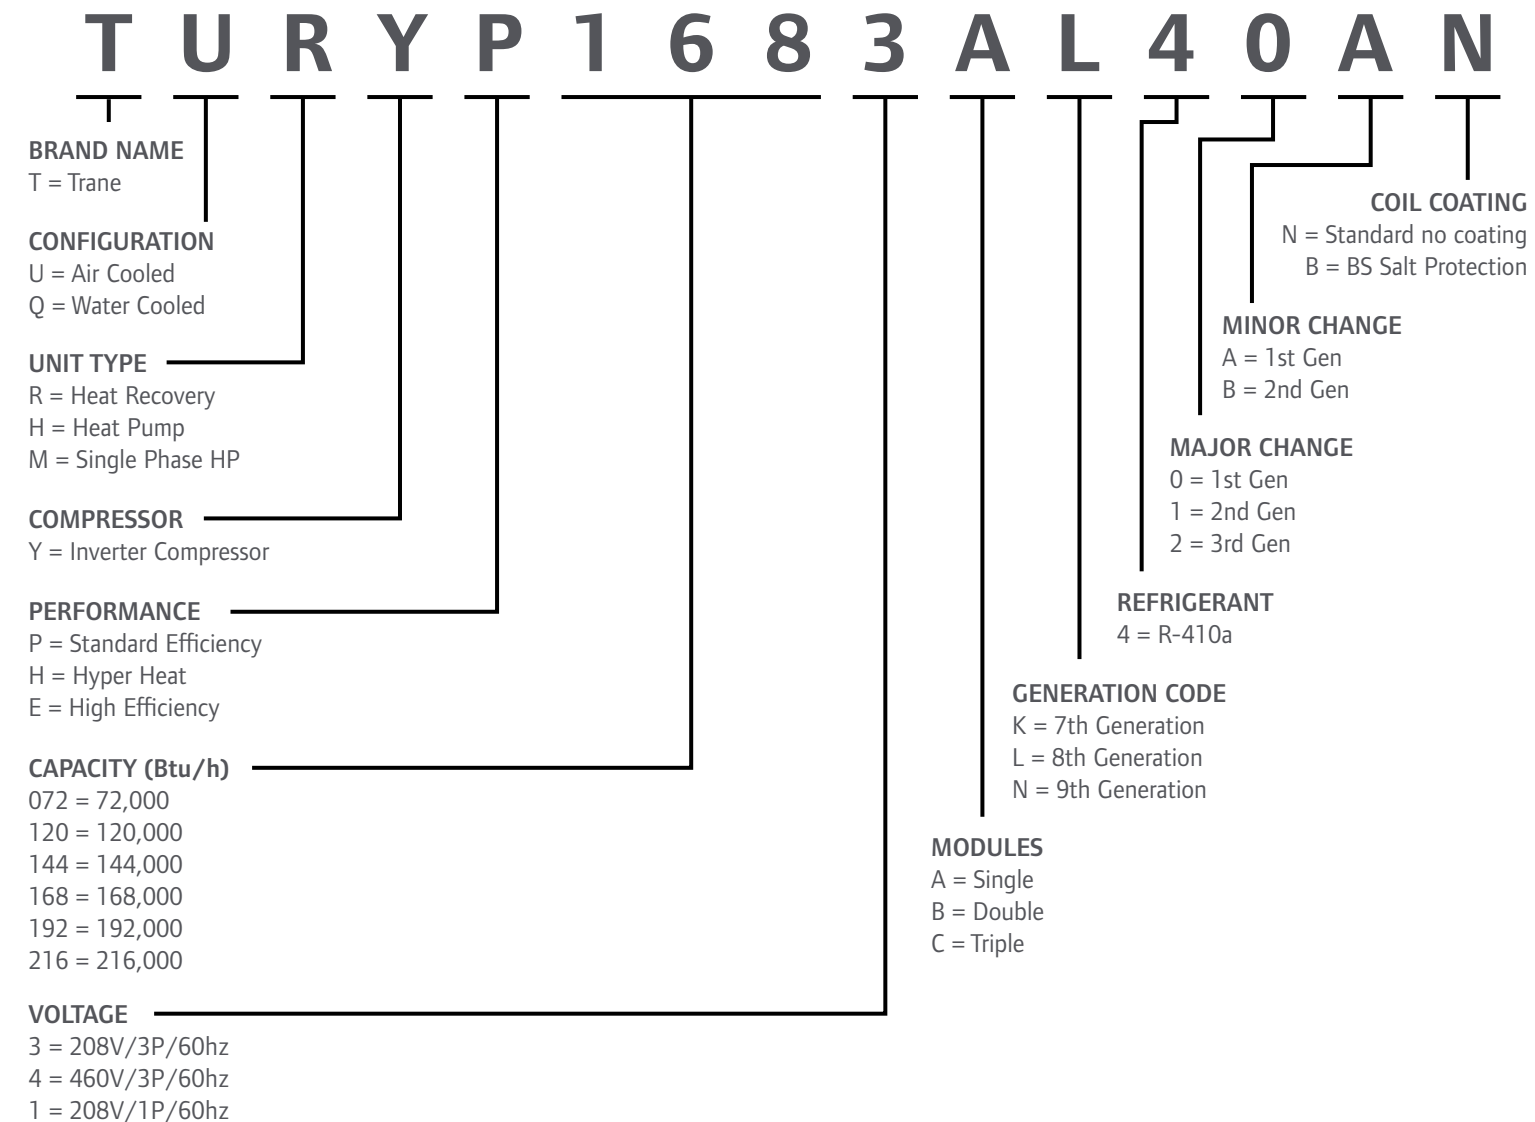 T U R Y P 1 6 8 3 A L 4 0 A N
BRAND NAME
T = Trane
CONFIGURATION
U = Air Cooled
Q = Water Cooled
UNIT TYPE
R = Heat Recovery
H = Heat Pump
M = Single Phase HP
COMPRESSOR
Y = Inverter Compressor
PERFORMANCE
P = Standard Efficiency
H = Hyper Heat
E = High Efficiency
CAPACITY (Btu/h)
072 = 72,000
120 = 120,000
144 = 144,000
168 = 168,000
192 = 192,000
216 = 216,000
VOLTAGE
3 = 208V/3P/60hz
4 = 460V/3P/60hz
1 = 208V/1P/60hz
MODULES
A = Single
B = Double
C = Triple
GENERATION CODE
K = 7th Generation
L = 8th Generation
N = 9th Generation
REFRIGERANT
4 = R-410a
MAJOR CHANGE
0 = 1st Gen
1 = 2nd Gen
2 = 3rd Gen
MINOR CHANGE
A = 1st Gen
B = 2nd Gen
COIL COATING
N = Standard no coating
B = BS Salt Protection